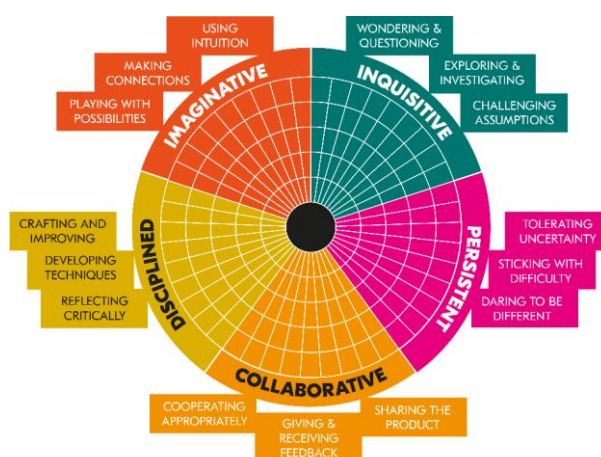 USING
INTUITION
MAKING
CONNECTIONS
PLAYING WITH
POSSIBILITIES
IMAGINATIVE
WONDERING &
QUESTIONING
EXPLORING &
INVESTIGATING
CHALLENGING
ASSUMPTIONS
INQUISITIVE
TOLERATING
UNCERTAINTY
STICKING WITH
DIFFICULTY
DARING TO BE
DIFFERENT
PERSISTENT
SHARING THE
PRODUCT
GIVING &
RECEIVING
FEEDBACK
COOPERATING
APPROPRIATELY
COLLABORATIVE
CRAFTING AND
IMPROVING
DEVELOPING
TECHNIQUES
REFLECTING
CRITICALLY
DISCIPLINED